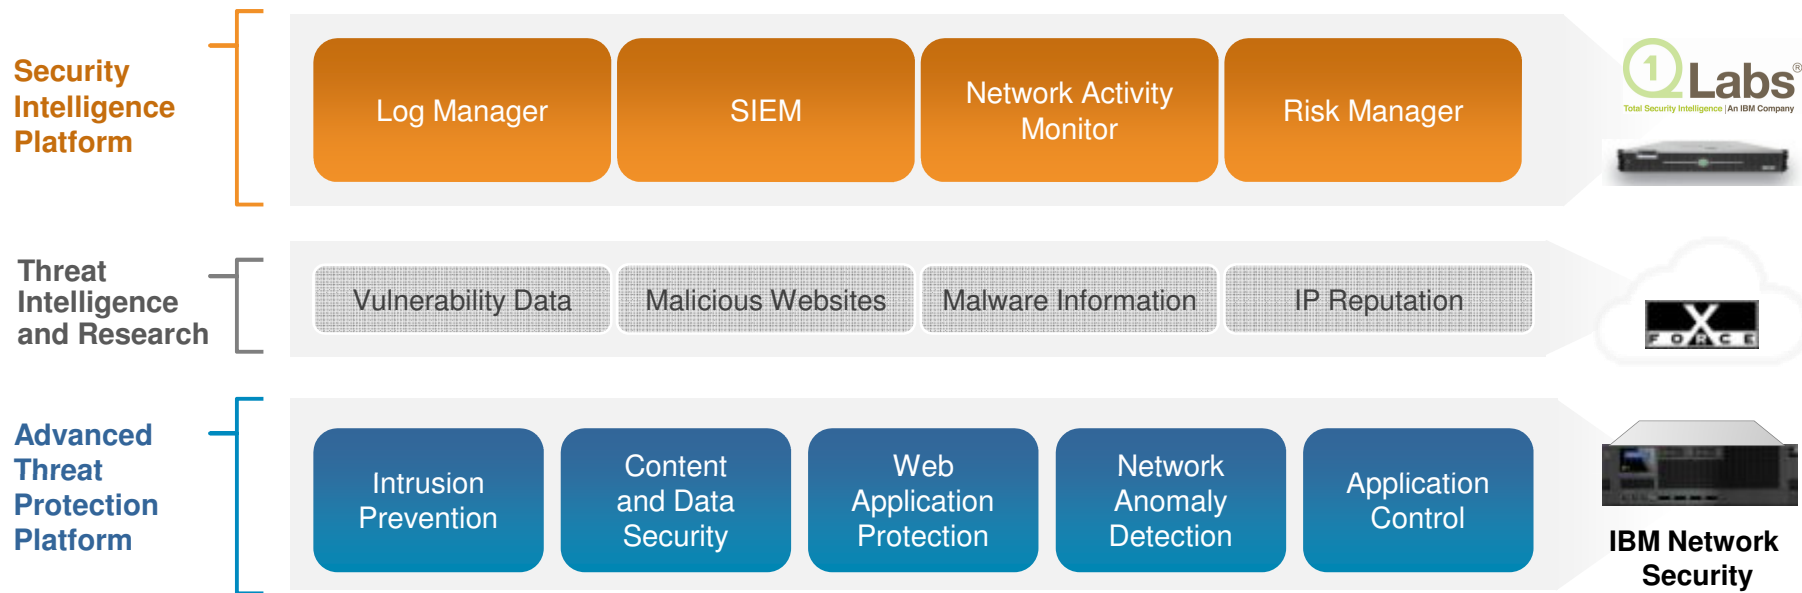 Security
Intelligence
Platform
Log Manager
SIEM
Network Activity
Monitor
Risk Manager
Q1 Labs®
Total Security Intelligence | An IBM Company
Threat
Intelligence
and Research
Vulnerability Data
Malicious Websites
Malware Information
IP Reputation
X
FORCE
Advanced
Threat
Protection
Platform
Intrusion
Prevention
Content
and Data
Security
Web
Application
Protection
Network
Anomaly
Detection
Application
Control
IBM Network
Security